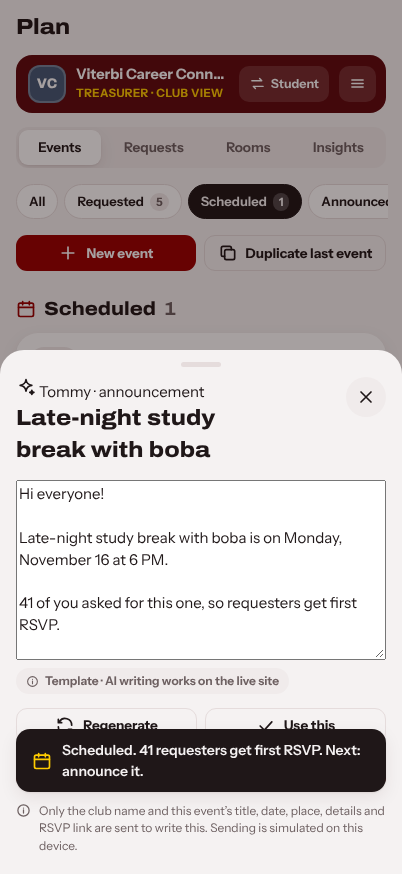 Plan
VC
Viterbi Career Conn...
TREASURER · CLUB VIEW
Student
Events
Requests
Rooms
Insights
All
Requested 5
Scheduled 1
Announced
New event
Duplicate last event
Scheduled 1
Tommy · announcement
Late-night study
break with boba
Hi everyone!
Late-night study break with boba is on Monday,
November 16 at 6 PM.
41 of you asked for this one, so requesters get first
RSVP.
Template · AI writing works on the live site
Regenerate
Use this
Scheduled. 41 requesters get first RSVP. Next:
announce it.
Only the club name and this event's title, date, place, details and
RSVP link are sent to write this. Sending is simulated on this
device.